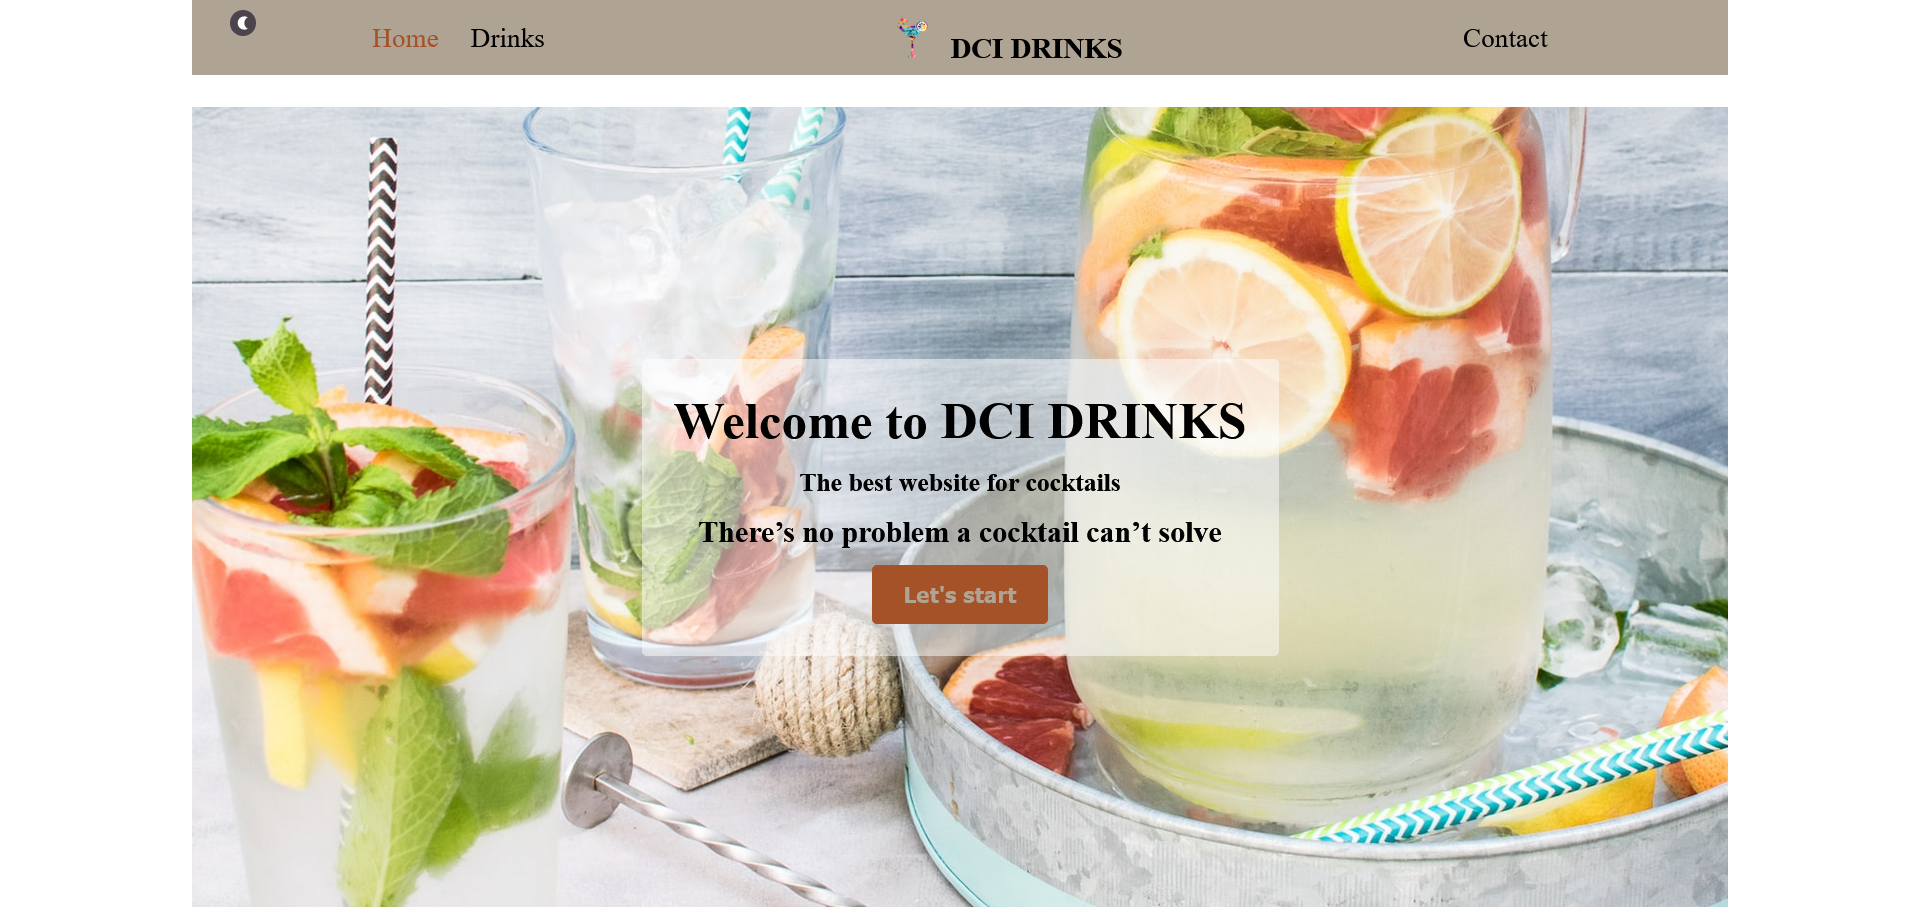 Home Drinks DCI DRINKS Contact
Welcome to DCI DRINKS
The best website for cocktails
There’s no problem a cocktail can’t solve
Let's start